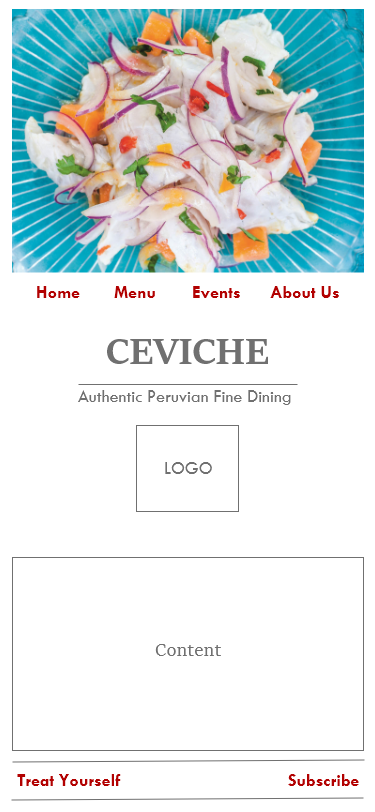 Home Menu Events About Us
CEVICHE
Authentic Peruvian Fine Dining
LOGO
Content
Treat Yourself Subscribe